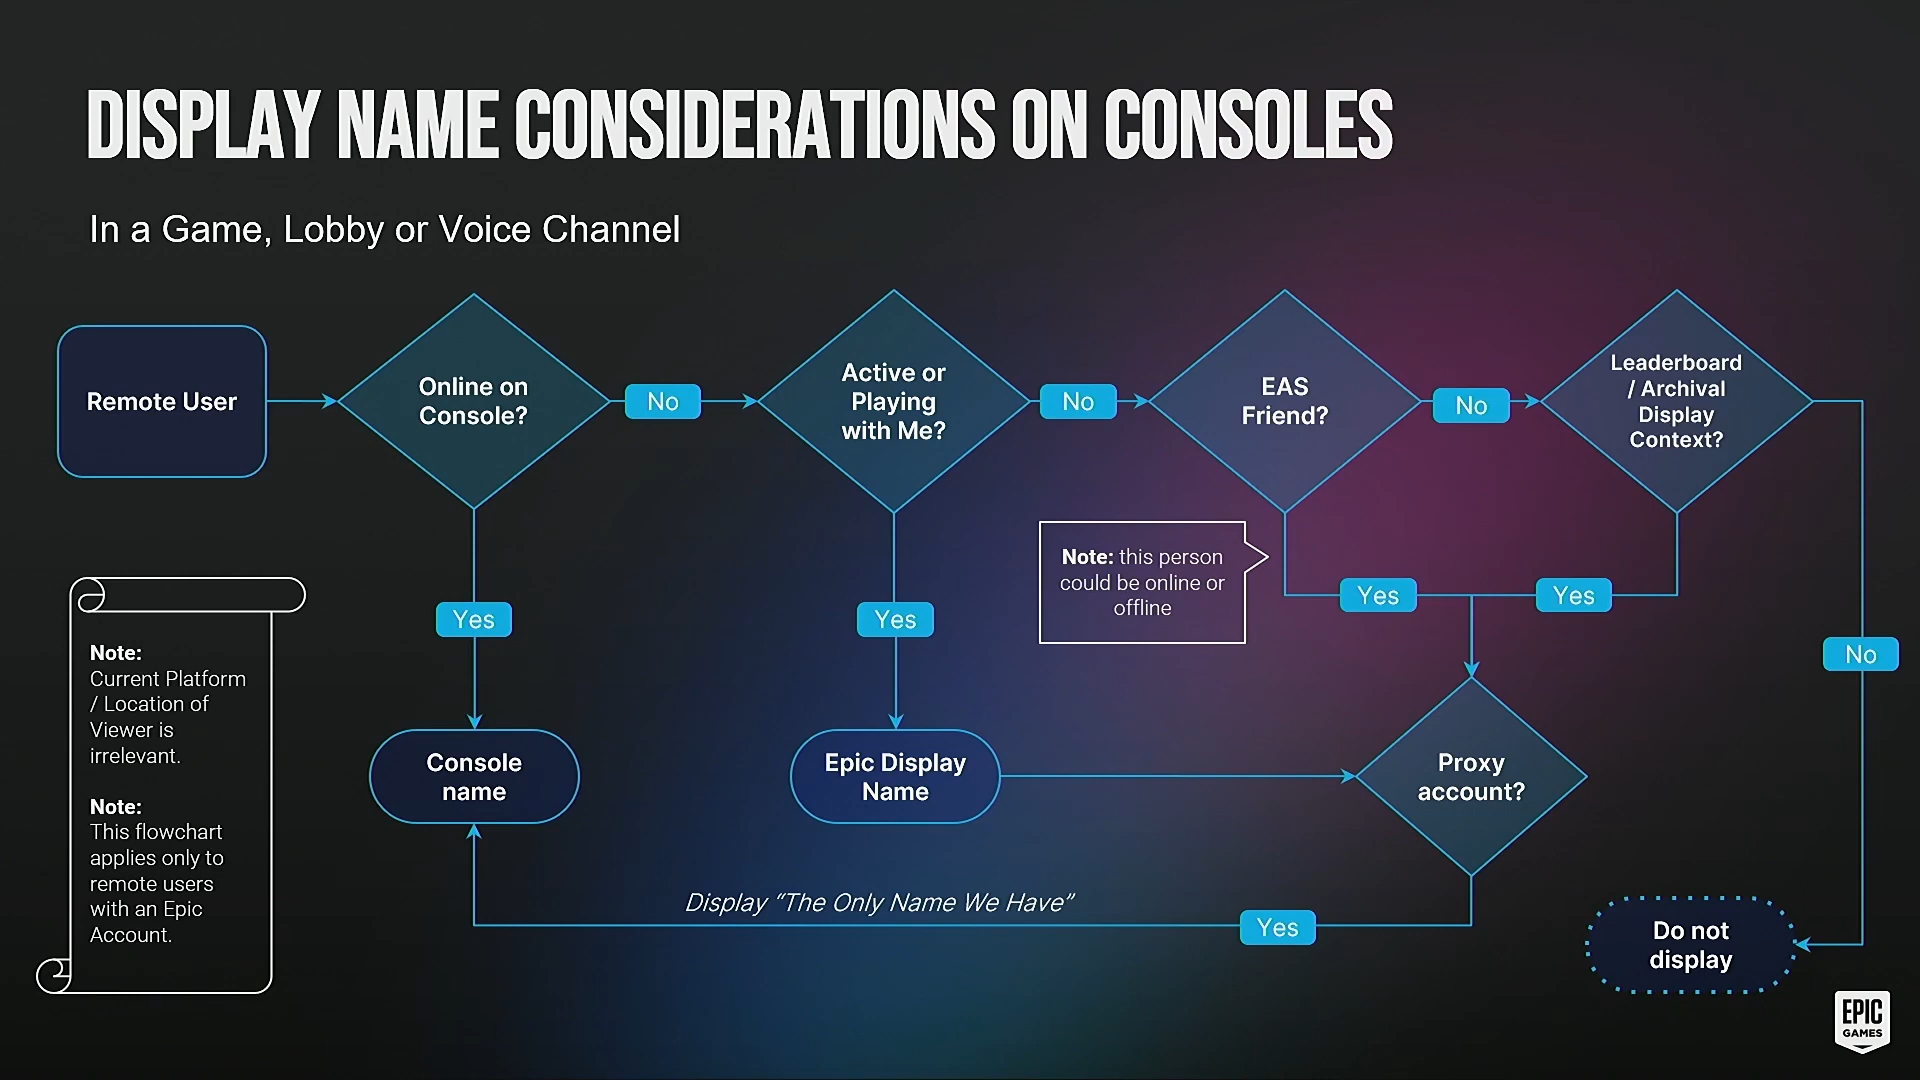 DISPLAY NAME CONSIDERATIONS ON CONSOLES
In a Game, Lobby or Voice Channel
Remote User
Online on
Console?
No
Active or
Playing
with Me?
No
EAS
Friend?
No
Leaderboard
/ Archival
Display
Context?
Note: this person
could be online or
offline
Yes
Yes
Yes
Yes
No
Note:
Current Platform
/ Location of
Viewer is
irrelevant.
Note:
This flowchart
applies only to
remote users
with an Epic
Account.
Console
name
Epic Display
Name
Proxy
account?
Display “The Only Name We Have”
Yes
Do not
display
EPIC
GAMES